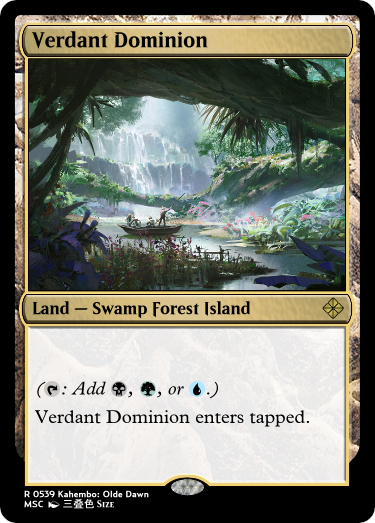 Verdant Dominion
Land — Swamp Forest Island
(: Add , , or .)
Verdant Dominion enters tapped.
R 0539 Kahembo: Olde Dawn
MSC 三叠色 Size